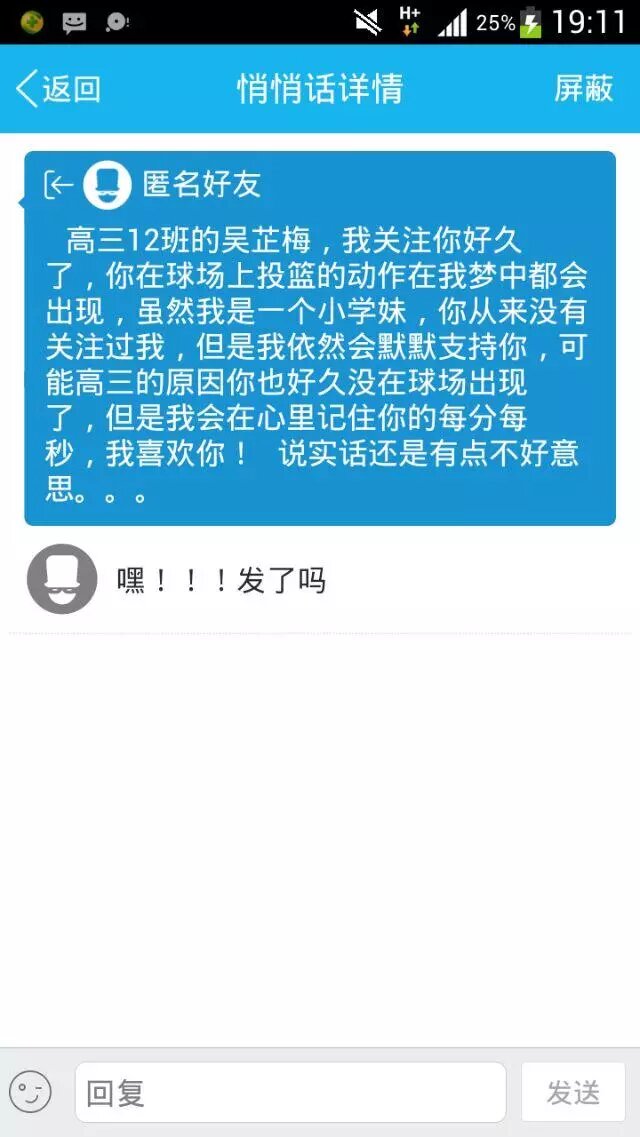 H+ 25% 19:11
返回 悄悄话详情 屏蔽
匿名好友
高三12班的吴芷梅，我关注你好久
了，你在球场上投篮的动作在我梦中都会
出现，虽然我是一个小学妹，你从来没有
关注过我，但是我依然会默默支持你，可
能高三的原因你也好久没在球场出现
了，但是我会在心里记住你的每分每
秒，我喜欢你！ 说实话还是有点不好意
思。。。
嘿！！！发了吗
回复 发送